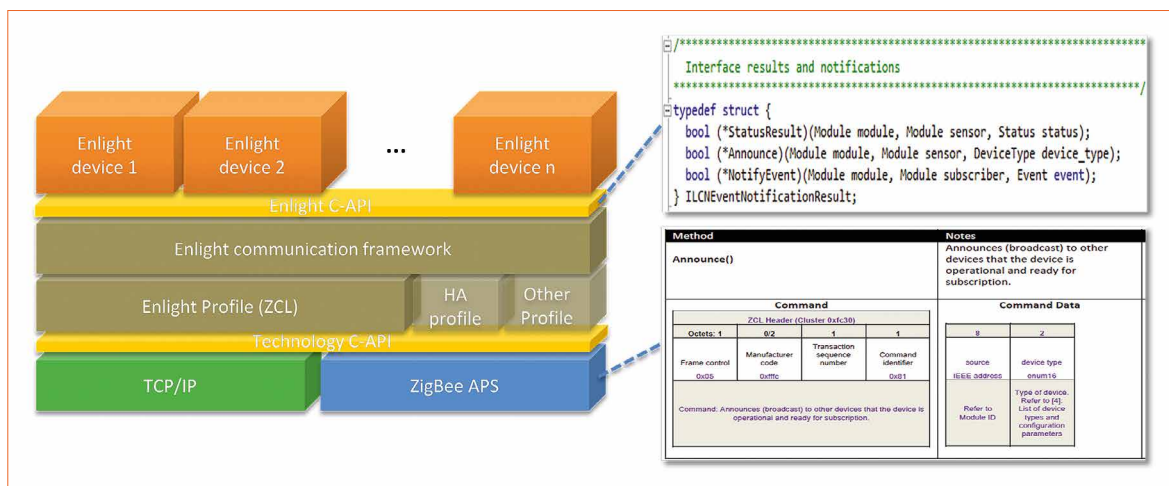 Enlight
device 1
Enlight
device 2
...
Enlight
device n
Enlight C-API
Enlight communication framework
Enlight Profile (ZCL)
HA
profile
Other
Profile
Technology C-API
TCP/IP
ZigBee APS
/***************************************************************************
Interface results and notifications
***************************************************************************/
typedef struct {
bool (*StatusResult)(Module module, Module sensor, Status status);
bool (*Announce)(Module module, Module sensor, DeviceType device_type);
bool (*NotifyEvent)(Module module, Module subscriber, Event event);
} ILCNEventNotificationResult;
Method
Notes
Announce()
Announces (broadcast) to other
devices that the device is
operational and ready for
subscription.
Command
Command Data
ZCL Header (Cluster 0xfc30)
Octets: 1
0/2
1
1
8
2
Frame control
Manufacturer
code
Transaction
sequence
number
Command
identifier
source
device type
0x05
0xfffc
0x81
IEEE address
enum16
Command: Announces (broadcast) to other devices that the device is
operational and ready for subscription.
Refer to
Module ID
Type of device.
Refer to [4]:
List of device
types and
configuration
parameters